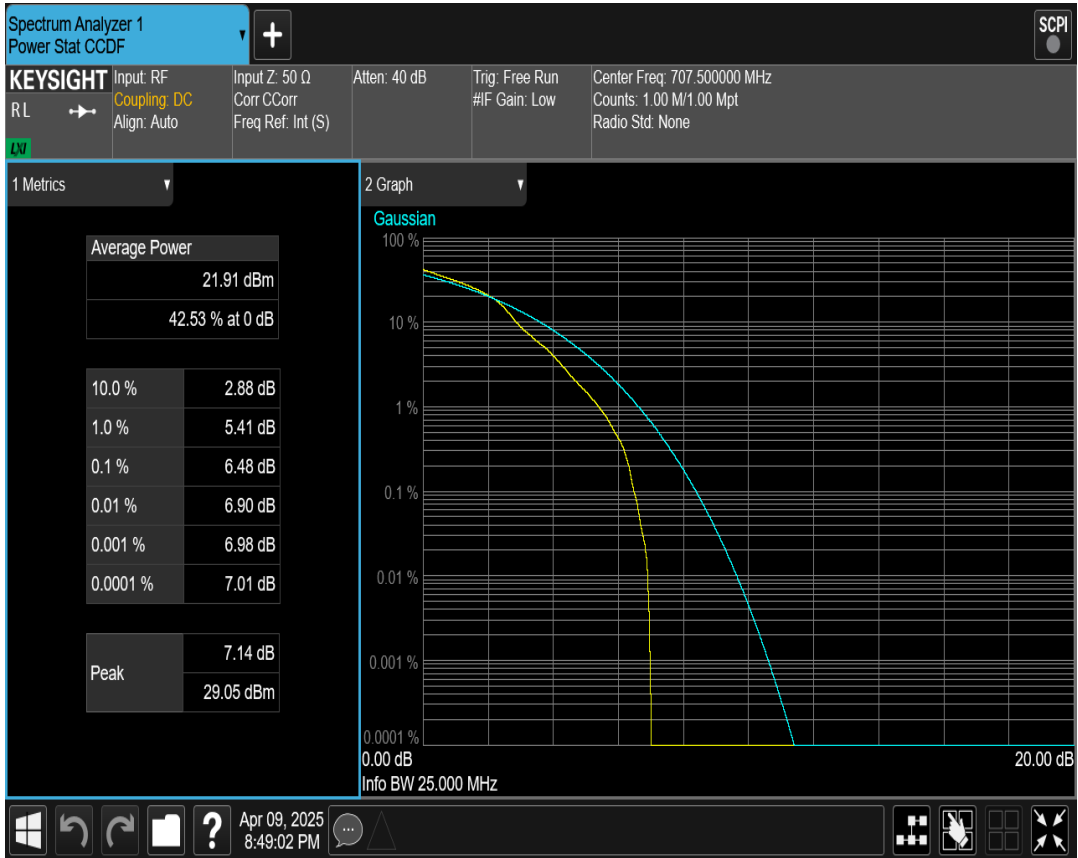 Spectrum Analyzer 1
Power Stat CCDF
SCPI
KEYSIGHT
RL
LXI
Input: RF
Coupling: DC
Align: Auto
Input Z: 50 Ω
Corr CCorr
Freq Ref: Int (S)
Atten: 40 dB
Trig: Free Run
#IF Gain: Low
Center Freq: 707.500000 MHz
Counts: 1.00 M/1.00 Mpt
Radio Std: None
1 Metrics
Average Power
21.91 dBm
42.53 % at 0 dB
10.0 % 2.88 dB
1.0 % 5.41 dB
0.1 % 6.48 dB
0.01 % 6.90 dB
0.001 % 6.98 dB
0.0001 % 7.01 dB
Peak
7.14 dB
29.05 dBm
2 Graph
Gaussian
100 %
10 %
1 %
0.1 %
0.01 %
0.001 %
0.0001 %
0.00 dB 20.00 dB
Info BW 25.000 MHz
?
Apr 09, 2025
8:49:02 PM